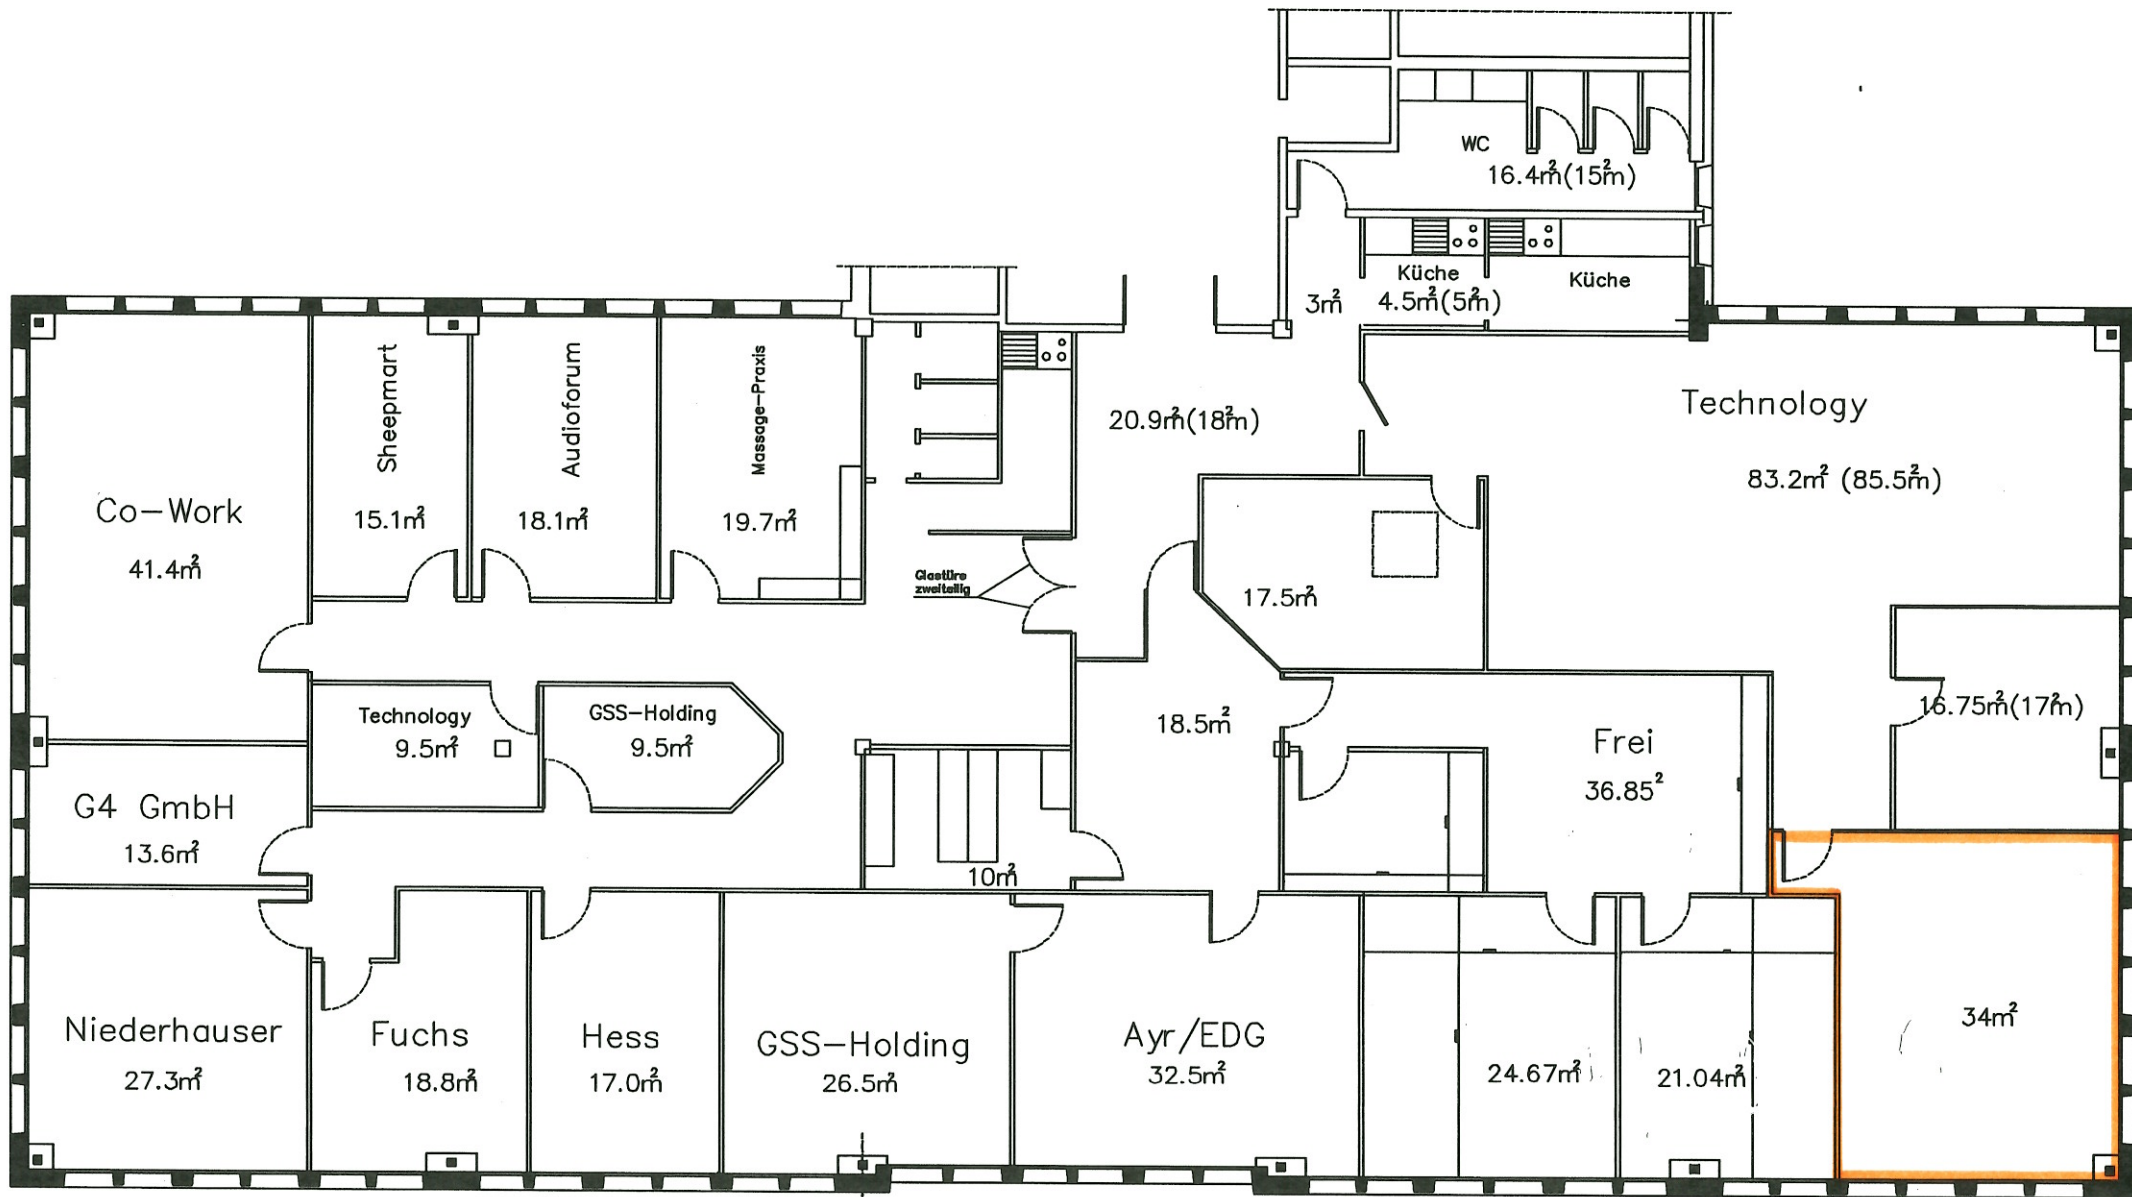 WC
16.4m²(15m²)
Küche
4.5m²(5m²)
Küche
3m²
Sheepmart
15.1m²
Audioforum
18.1m²
Massage-Praxis
19.7m²
20.9m²(18m²)
Technology
83.2m² (85.5m²)
Co-Work
41.4m²
Glastüre
zweiteilig
17.5m²
Technology
9.5m²
GSS-Holding
9.5m²
18.5m²
Frei
36.85²
16.75m²(17m²)
G4 GmbH
13.6m²
10m²
Niederhauser
27.3m²
Fuchs
18.8m²
Hess
17.0m²
GSS-Holding
26.5m²
Ayr/EDG
32.5m²
24.67m²
21.04m²
34m²